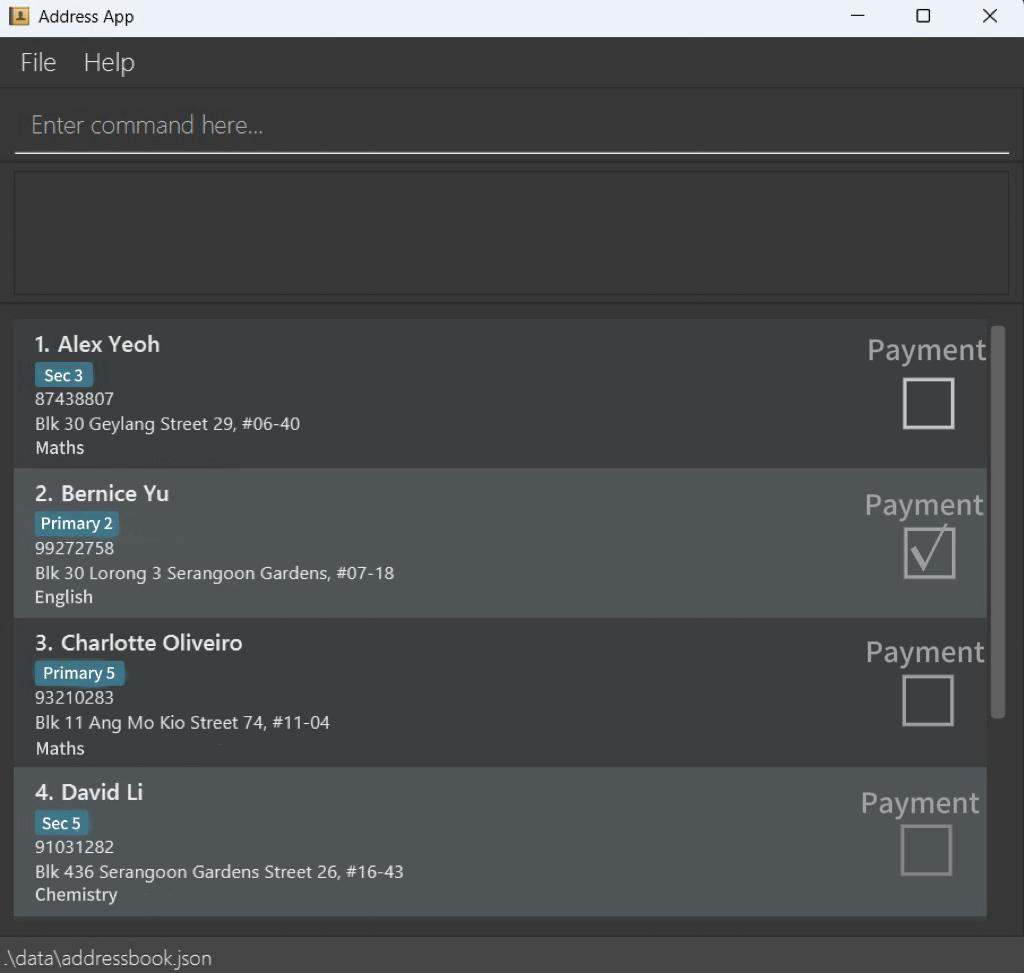 Address App
File Help
Enter command here...
1. Alex Yeoh
Payment
Sec 3
87438807
Blk 30 Geylang Street 29, #06-40
Maths
2. Bernice Yu
Payment
Primary 2
99272758
Blk 30 Lorong 3 Serangoon Gardens, #07-18
English
3. Charlotte Oliveiro
Payment
Primary 5
93210283
Blk 11 Ang Mo Kio Street 74, #11-04
Maths
4. David Li
Payment
Sec 5
91031282
Blk 436 Serangoon Gardens Street 26, #16-43
Chemistry
.\data\addressbook.json